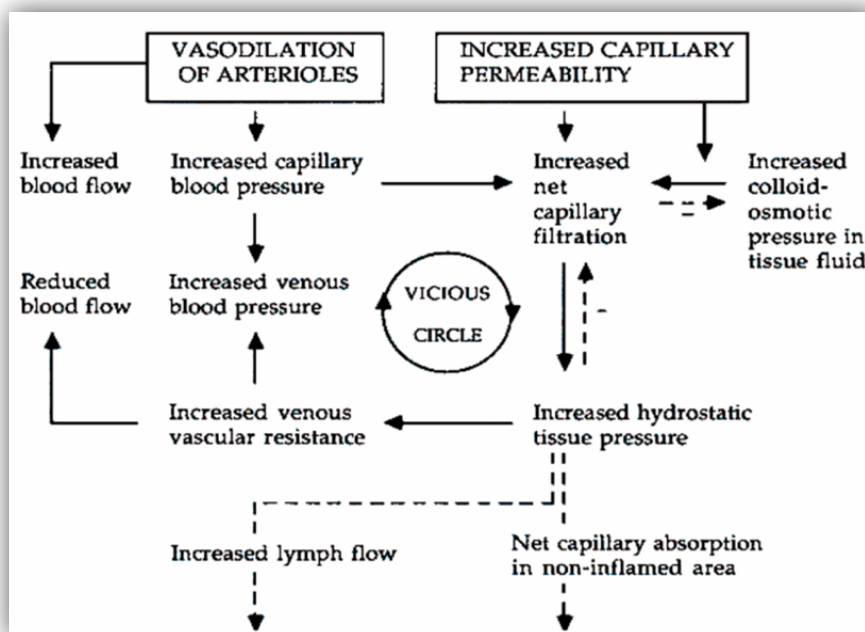 VASODILATION
OF ARTERIOLES
INCREASED CAPILLARY
PERMEABILITY
Increased
blood flow
Increased capillary
blood pressure
Increased
net
capillary
filtration
Increased
colloid-
osmotic
pressure in
tissue fluid
Reduced
blood flow
Increased venous
blood pressure
VICIOUS
CIRCLE
Increased venous
vascular resistance
Increased hydrostatic
tissue pressure
Increased lymph flow
Net capillary absorption
in non-inflamed area